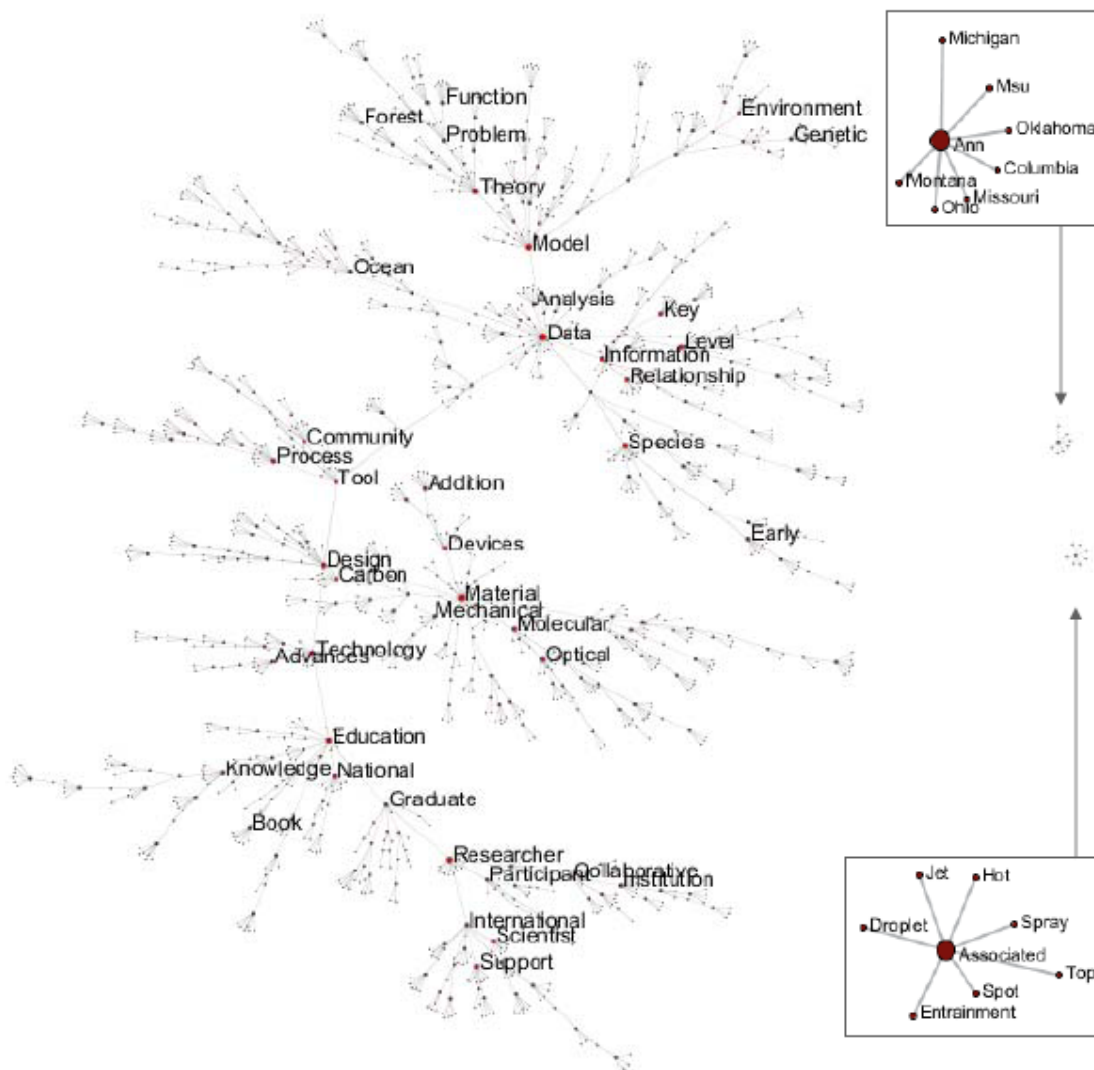 Michigan
Msu
Oklahoma
Ann
Columbia
Montana
Missouri
Ohio
Function
Forest
Problem
Environment
Genetic
Theory
Model
Ocean
Analysis
Key
Data
Level
Information
Relationship
Community
Species
Process
Tool
Addition
Early
Devices
Design
Carbon
Material
Mechanical
Molecular
Technology
Advances
Optical
Education
Knowledge
National
Graduate
Book
Researcher
Collaborative
Participant
Institution
International
Scientist
Support
Jet
Hot
Droplet
Spray
Associated
Top
Spot
Entrainment